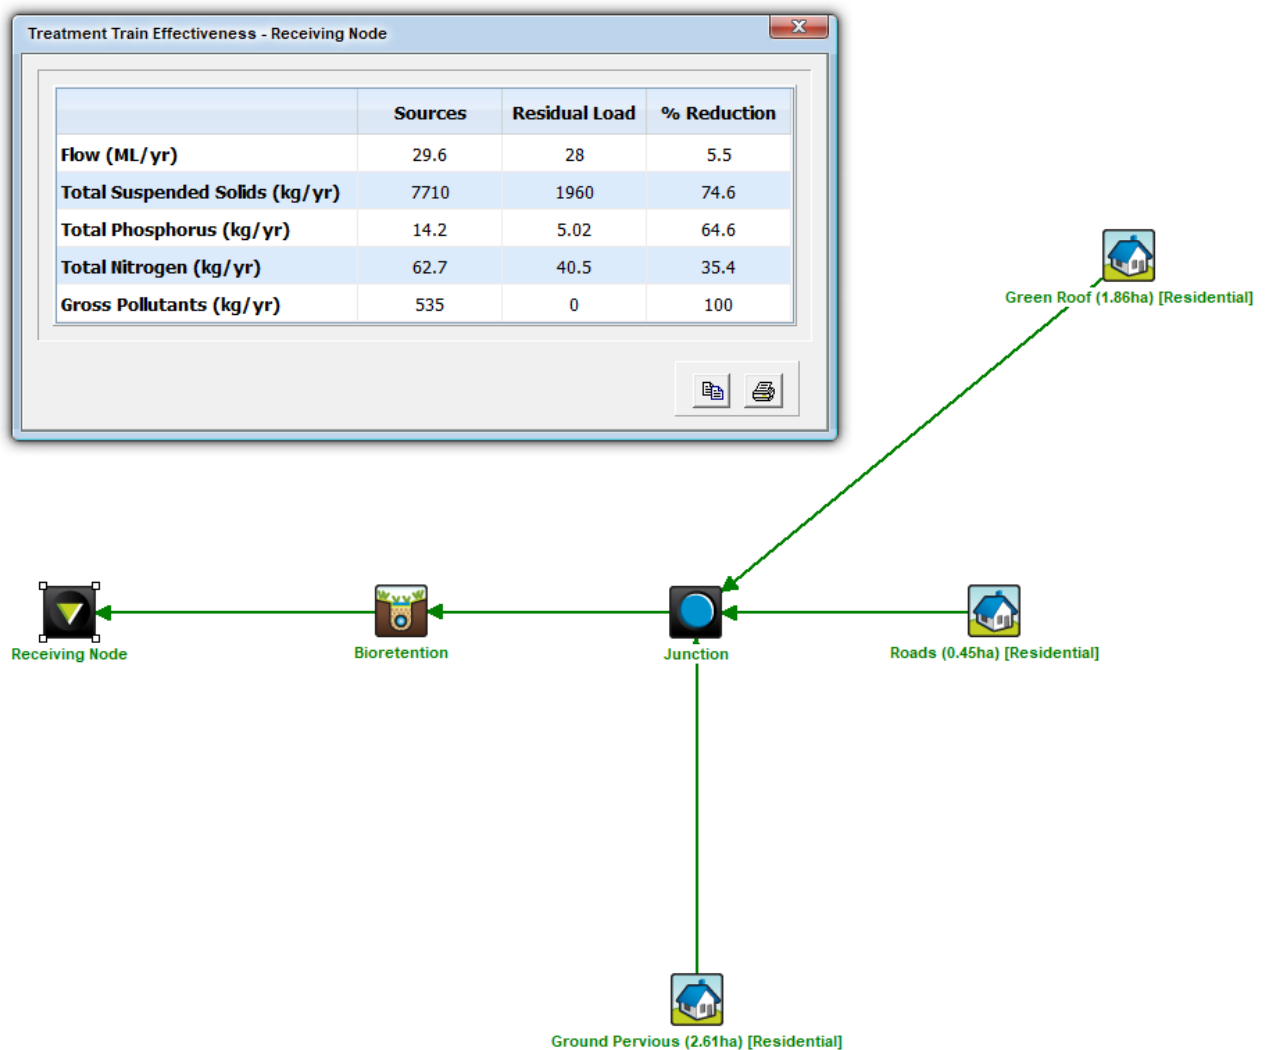 Treatment Train Effectiveness - Receiving Node
Sources Residual Load % Reduction
Flow (ML/yr) 29.6 28 5.5
Total Suspended Solids (kg/yr) 7710 1960 74.6
Total Phosphorus (kg/yr) 14.2 5.02 64.6
Total Nitrogen (kg/yr) 62.7 40.5 35.4
Gross Pollutants (kg/yr) 535 0 100
Green Roof (1.86ha) [Residential]
Receiving Node
Bioretention
Junction
Roads (0.45ha) [Residential]
Ground Pervious (2.61ha) [Residential]